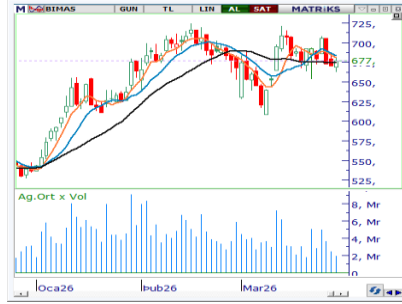 M BIMAS GUN TL LIN AL SAT MATRIKS
725,
700,
677,
650,
625,
600,
575,
550,
525,
Ag.Ort x Vol
8, Mr
6, Mr
4, Mr
2, Mr
0
Oca26 Þub26 Mar26